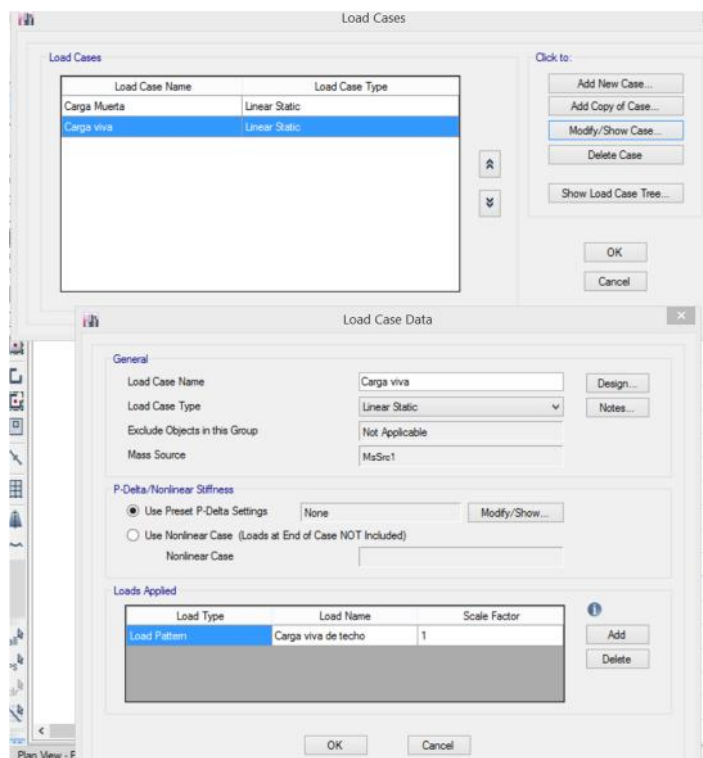 Load Cases
Load Cases
Click to:
Load Case Name Load Case Type
Carga Muerta Linear Static
Carga viva Linear Static
Add New Case...
Add Copy of Case...
Modify/Show Case...
Delete Case
Show Load Case Tree...
OK
Cancel
Load Case Data
General
Load Case Name Carga viva Design...
Load Case Type Linear Static Notes...
Exclude Objects in this Group Not Applicable
Mass Source MsSrc1
P-Delta/Nonlinear Stiffness
Use Preset P-Delta Settings None Modify/Show...
Use Nonlinear Case (Loads at End of Case NOT Included)
Nonlinear Case
Loads Applied
Load Type Load Name Scale Factor
Load Pattern Carga viva de techo 1
Add
Delete
OK Cancel
Plan View - F